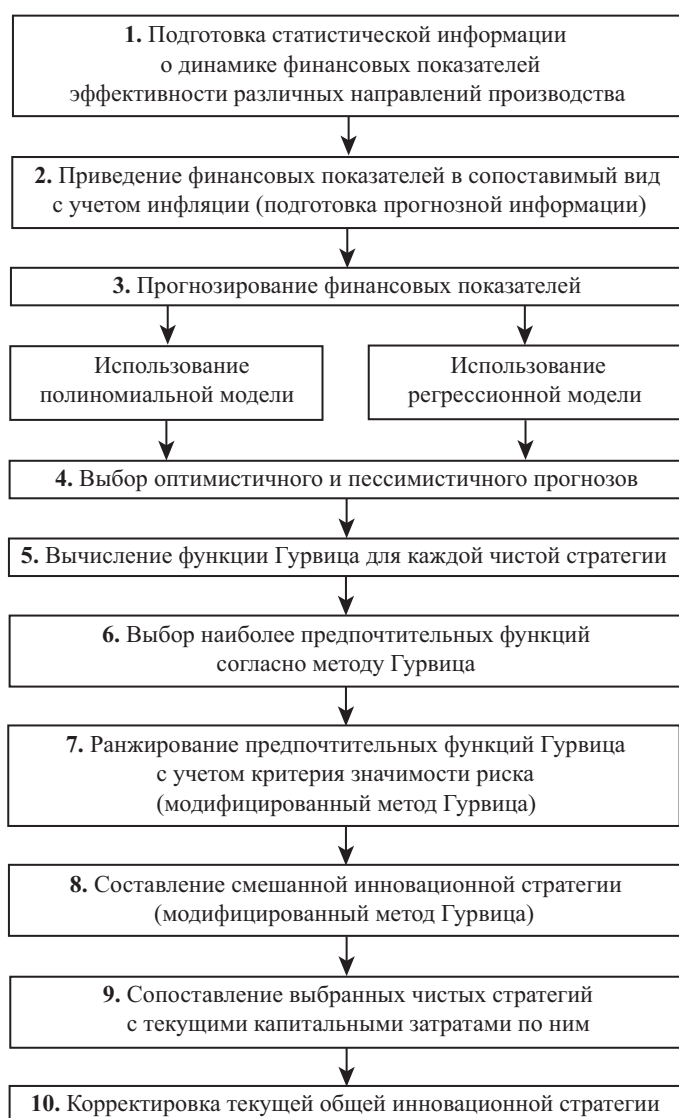 1. Подготовка статистической информации
о динамике финансовых показателей
эффективности различных направлений производства
2. Приведение финансовых показателей в сопоставимый вид
с учетом инфляции (подготовка прогнозной информации)
3. Прогнозирование финансовых показателей
Использование
полиномиальной модели
Использование
регрессионной модели
4. Выбор оптимистичного и пессимистичного прогнозов
5. Вычисление функции Гурвица для каждой чистой стратегии
6. Выбор наиболее предпочтительных функций
согласно методу Гурвица
7. Ранжирование предпочтительных функций Гурвица
с учетом критерия значимости риска
(модифицированный метод Гурвица)
8. Составление смешанной инновационной стратегии
(модифицированный метод Гурвица)
9. Сопоставление выбранных чистых стратегий
с текущими капитальными затратами по ним
10. Корректировка текущей общей инновационной стратегии